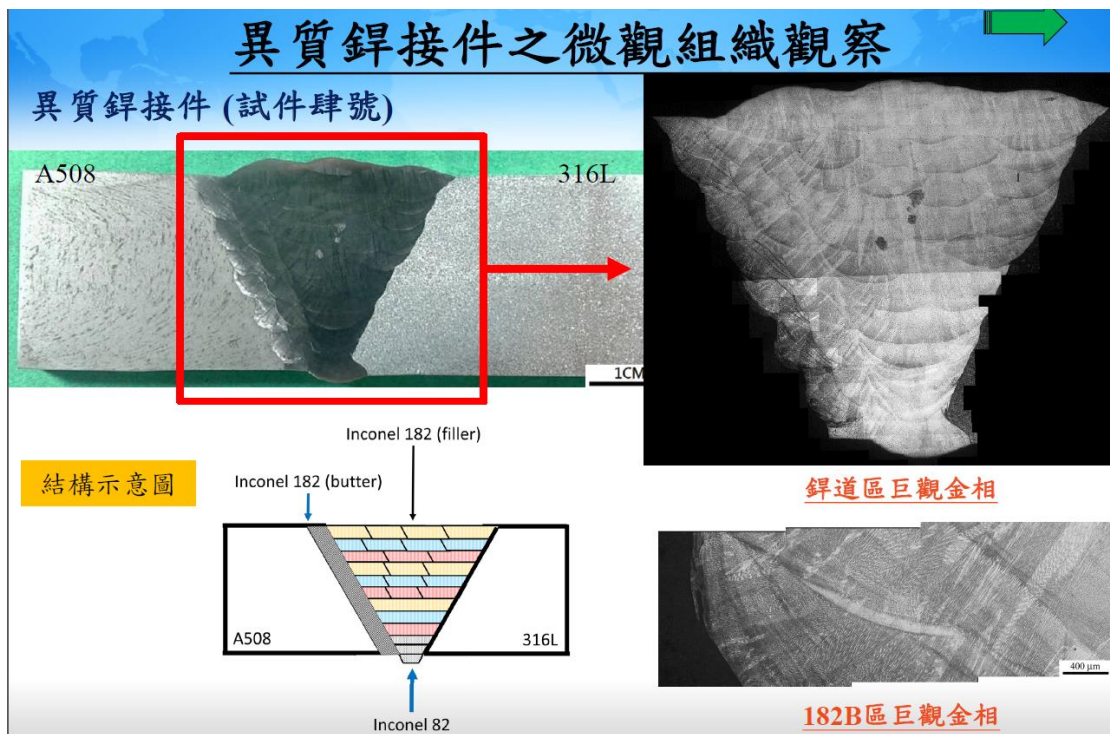 異質銲接件之微觀組織觀察
異質銲接件 (試件肆號)
A508
316L
1CM
銲道區巨觀金相
結構示意圖
Inconel 182 (filler)
Inconel 182 (butter)
A508
316L
Inconel 82
400 μm
182B區巨觀金相